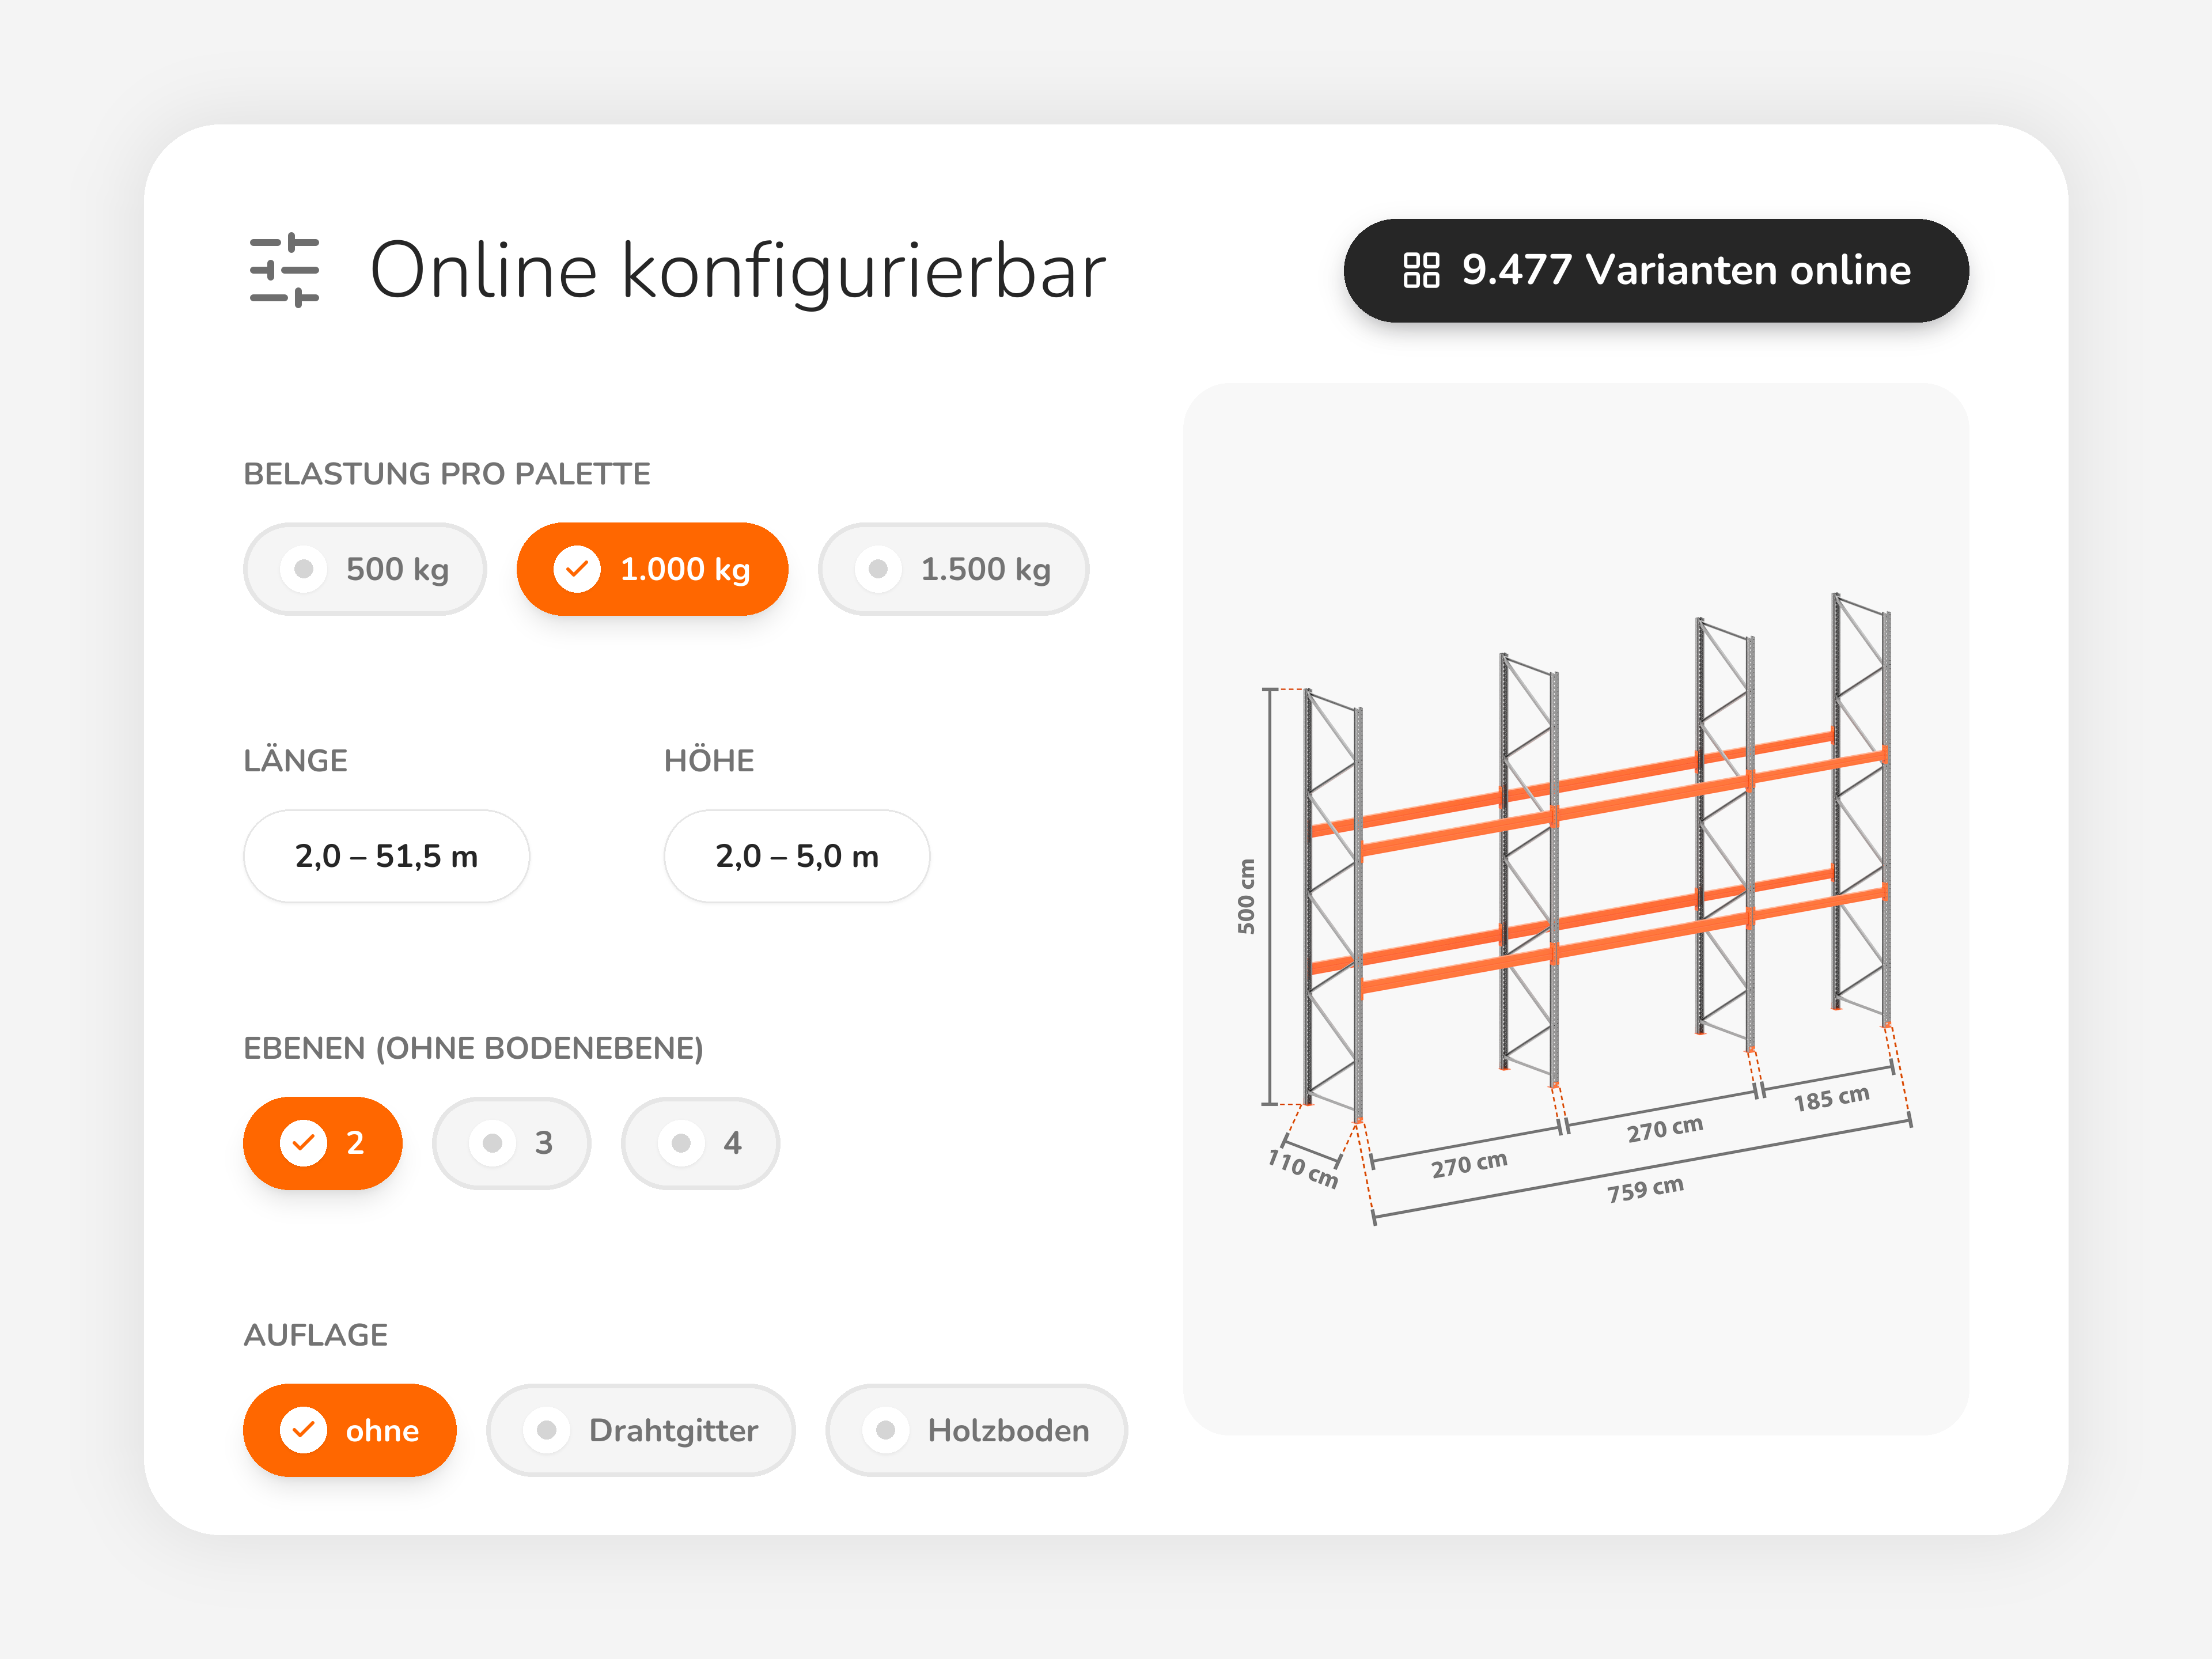 Online konfigurierbar
9.477 Varianten online
BELASTUNG PRO PALETTE
500 kg
1.000 kg
1.500 kg
LÄNGE
HÖHE
2,0 – 51,5 m
2,0 – 5,0 m
EBENEN (OHNE BODENEBENE)
2
3
4
AUFLAGE
ohne
Drahtgitter
Holzboden
500 cm
110 cm
270 cm
270 cm
185 cm
759 cm